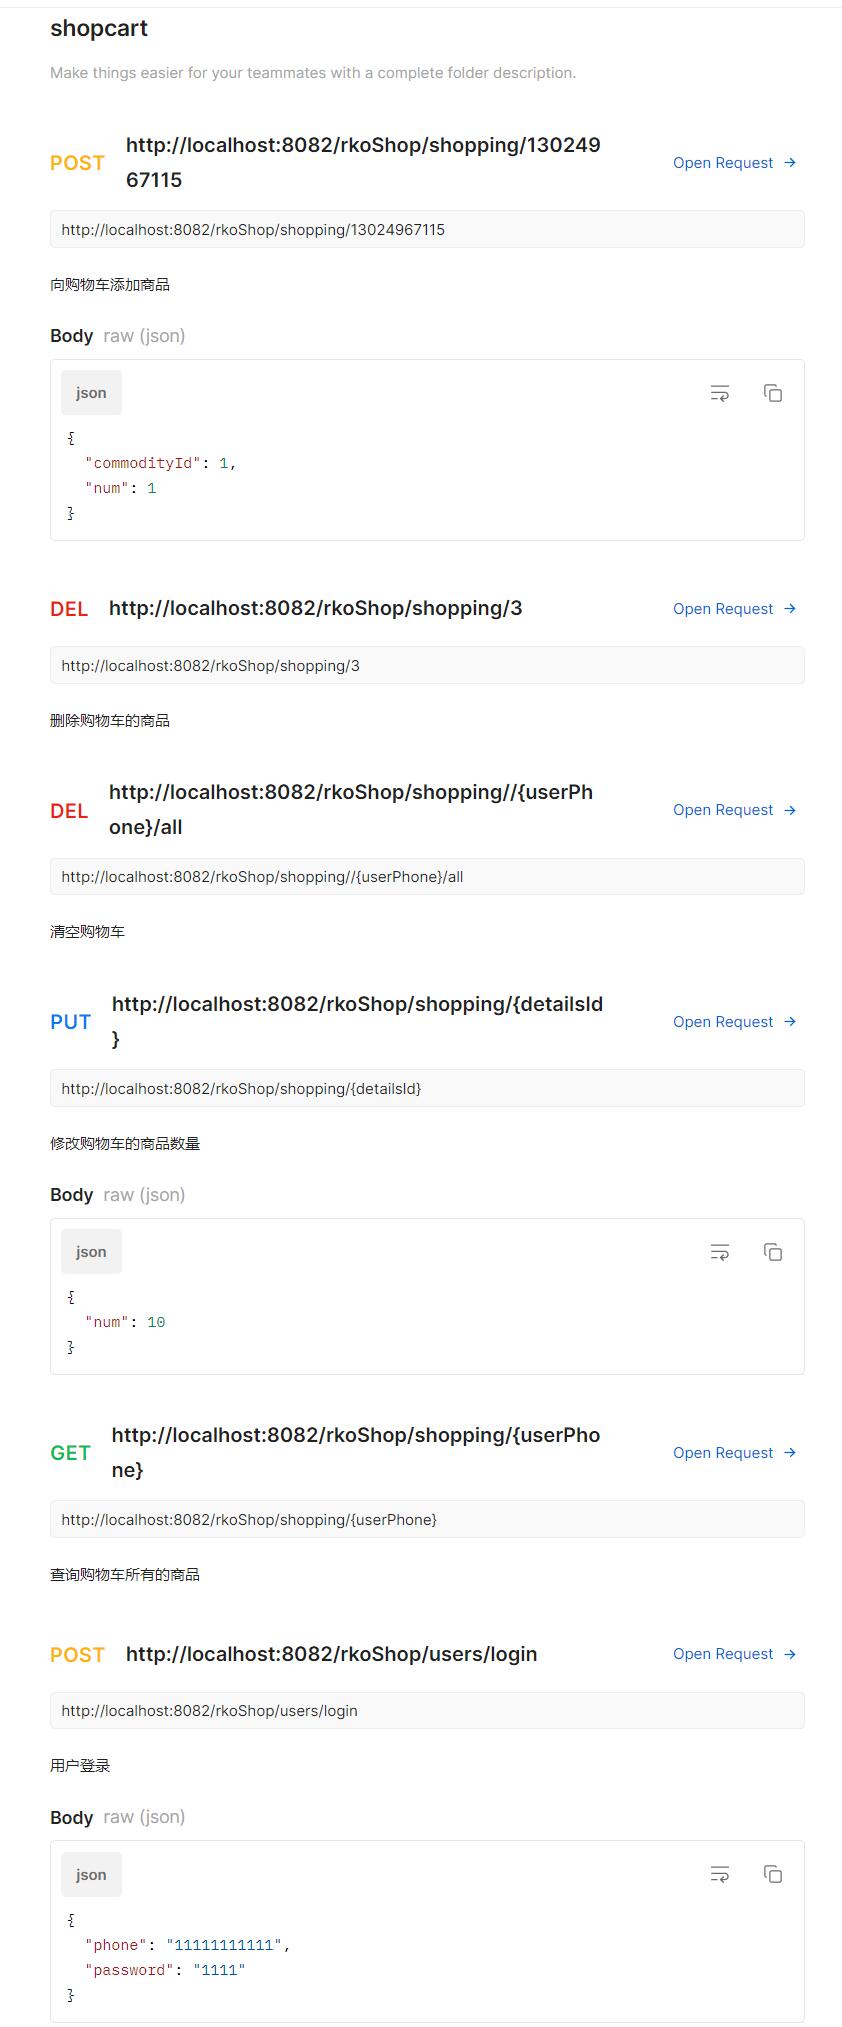 shopcart
Make things easier for your teammates with a complete folder description.
POST
http://localhost:8082/rkoShop/shopping/130249
67115
Open Request →
http://localhost:8082/rkoShop/shopping/13024967115
向购物车添加商品
Body raw (json)
json
{
"commodityId": 1,
"num": 1
}
DEL http://localhost:8082/rkoShop/shopping/3 Open Request →
http://localhost:8082/rkoShop/shopping/3
删除购物车的商品
DEL
http://localhost:8082/rkoShop/shopping//{userPh
one}/all
Open Request →
http://localhost:8082/rkoShop/shopping//{userPhone}/all
清空购物车
PUT
http://localhost:8082/rkoShop/shopping/{detailsId
}
Open Request →
http://localhost:8082/rkoShop/shopping/{detailsId}
修改购物车的商品数量
Body raw (json)
json
{
"num": 10
}
GET
http://localhost:8082/rkoShop/shopping/{userPho
ne}
Open Request →
http://localhost:8082/rkoShop/shopping/{userPhone}
查询购物车所有的商品
POST http://localhost:8082/rkoShop/users/login Open Request →
http://localhost:8082/rkoShop/users/login
用户登录
Body raw (json)
json
{
"phone": "11111111111",
"password": "1111"
}